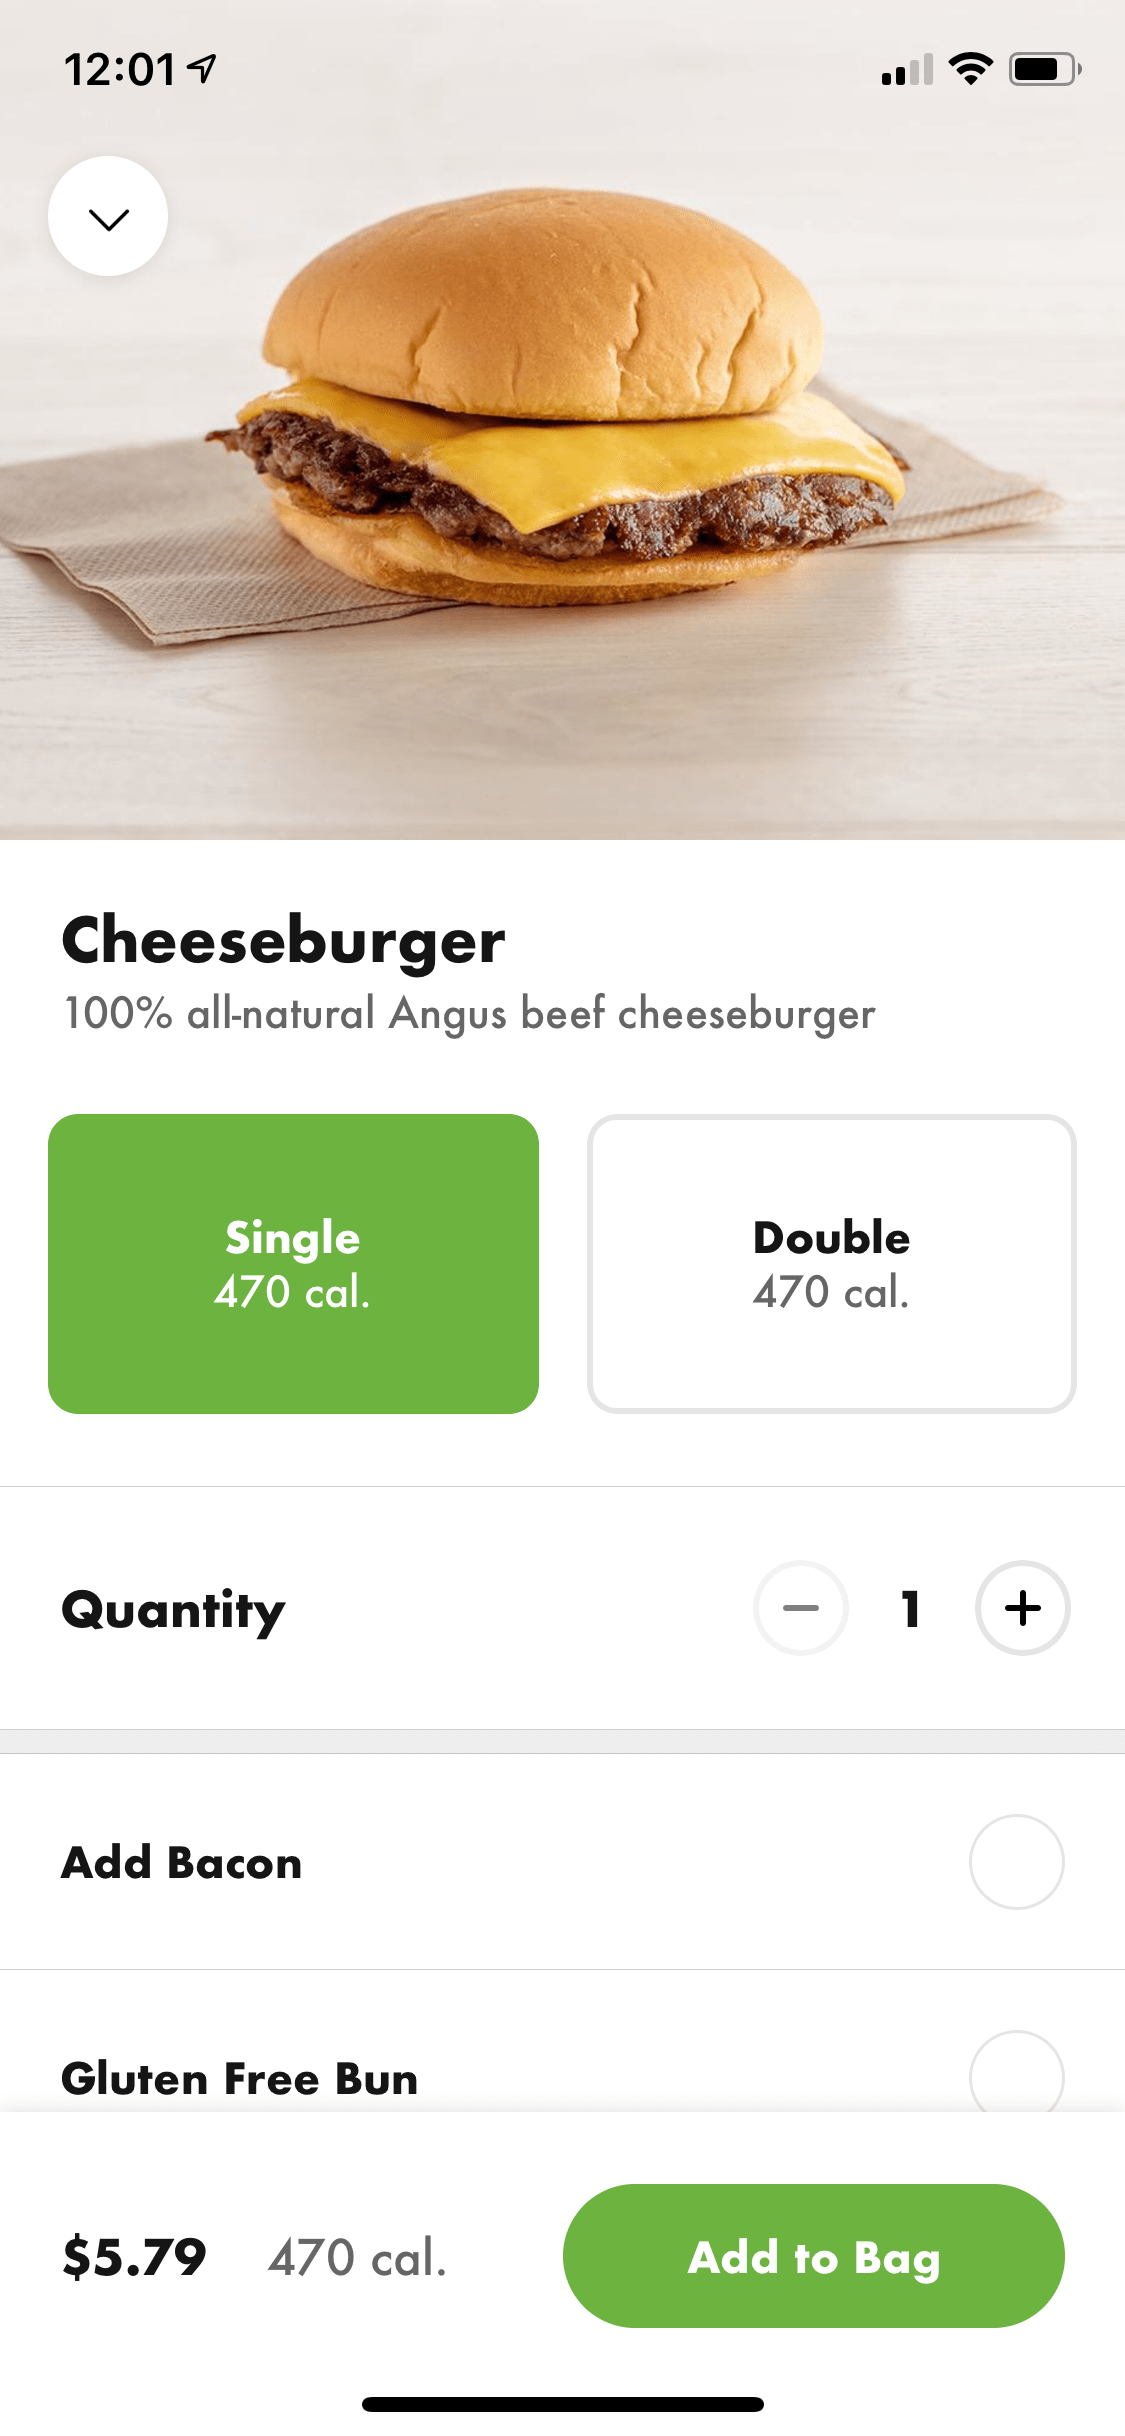 12:01
Cheeseburger
100% all-natural Angus beef cheeseburger
Single
470 cal.
Double
470 cal.
Quantity
1
Add Bacon
Gluten Free Bun
$5.79
470 cal.
Add to Bag